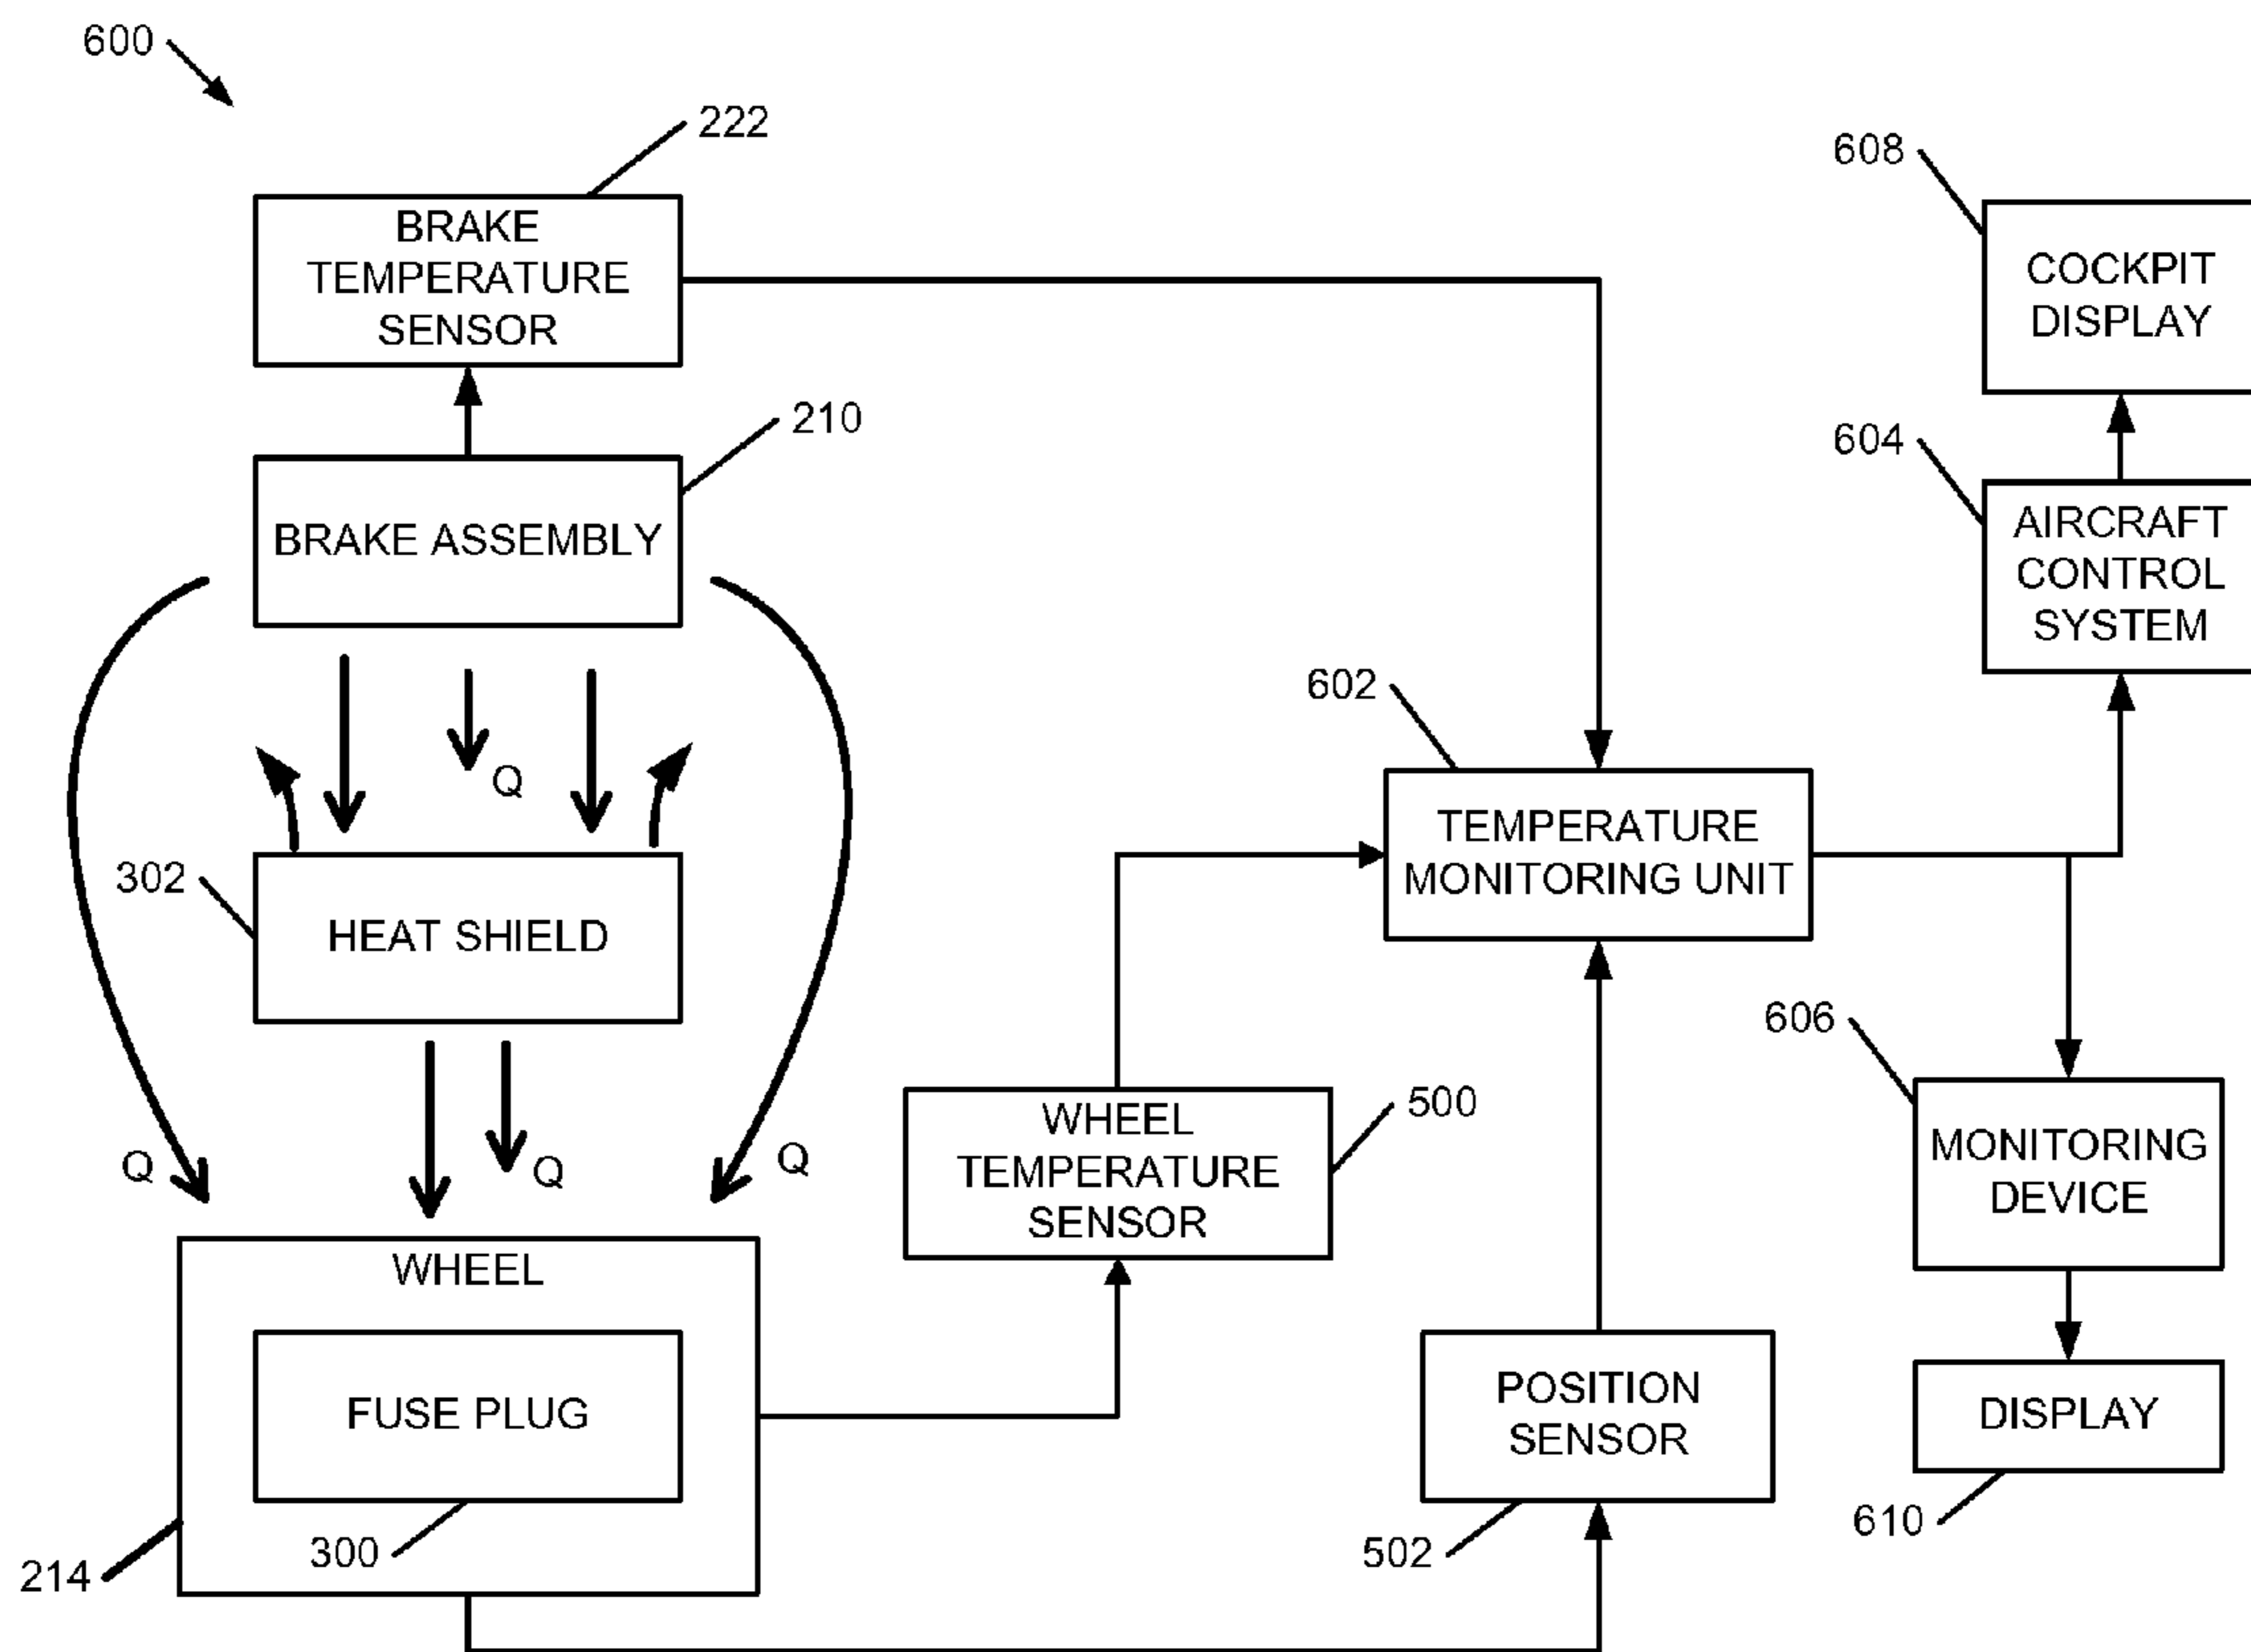 600
222
BRAKE
TEMPERATURE
SENSOR
608
COCKPIT
DISPLAY
210
BRAKE ASSEMBLY
604
AIRCRAFT
CONTROL
SYSTEM
602
Q
TEMPERATURE
MONITORING UNIT
302
HEAT SHIELD
606
MONITORING
DEVICE
500
WHEEL
TEMPERATURE
SENSOR
Q
Q
Q
WHEEL
FUSE PLUG
300
214
POSITION
SENSOR
502
DISPLAY
610